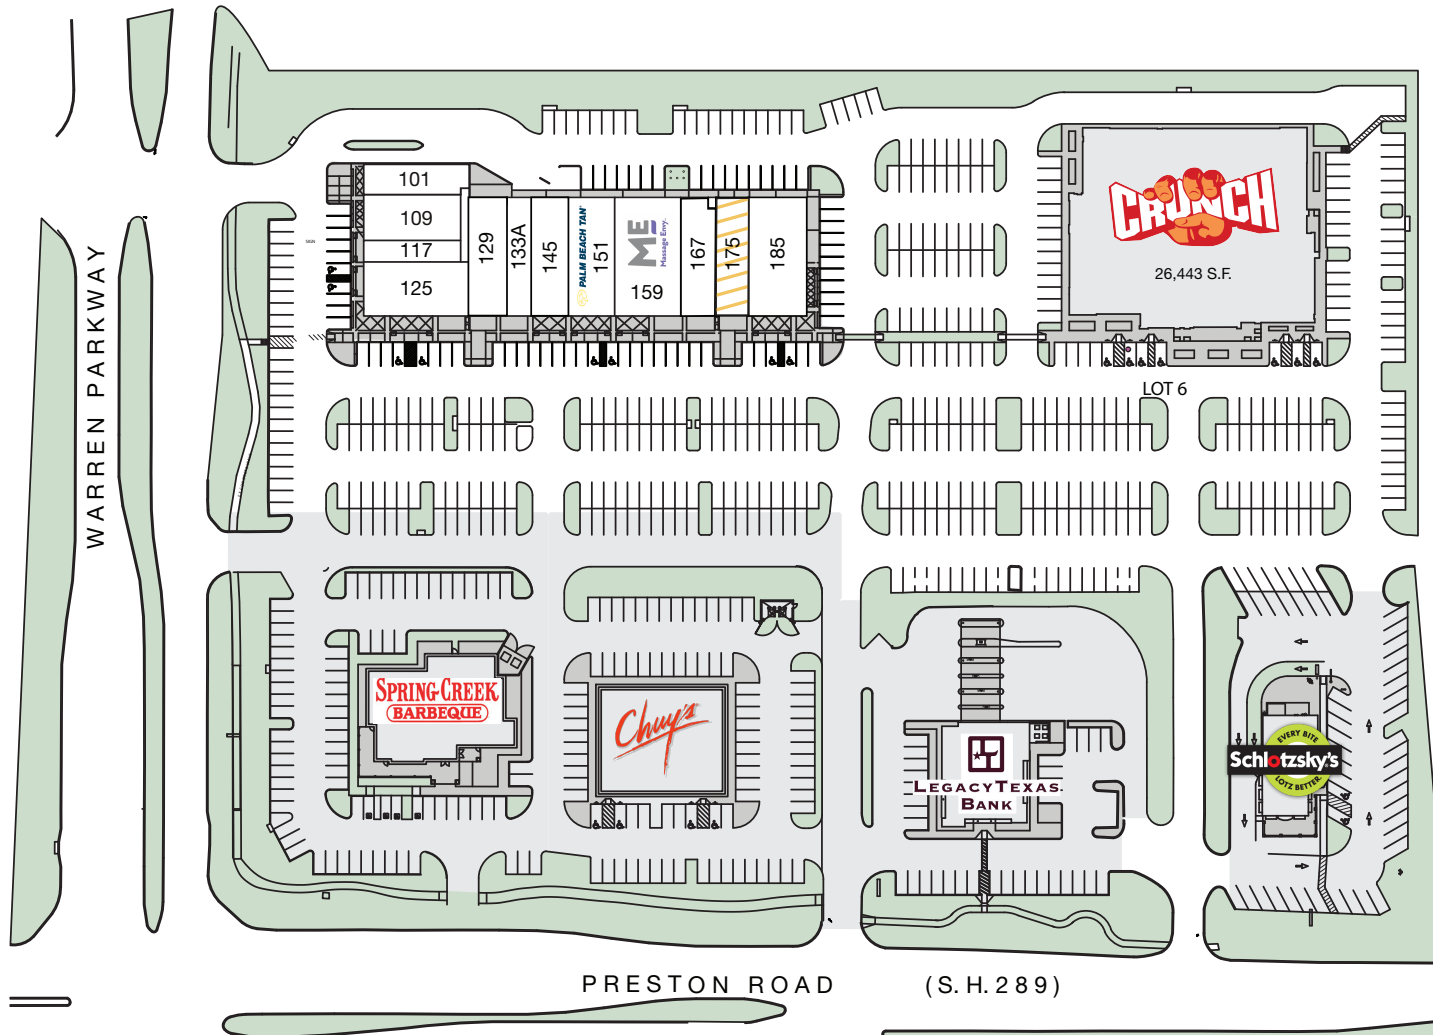 WARREN PARKWAY
101
109
117
125
129
133A
145
PALM BEACH TAN
151
ME
Massage Envy
159
167
175
185
CRUNCH
26,443 S.F.
LOT 6
SPRING CREEK
BARBEQUE
Chuy's
LEGACYTEXAS
BANK
EVERY BITE
Schlotzsky's
LOTZ BETTER
PRESTON ROAD (S.H.289)